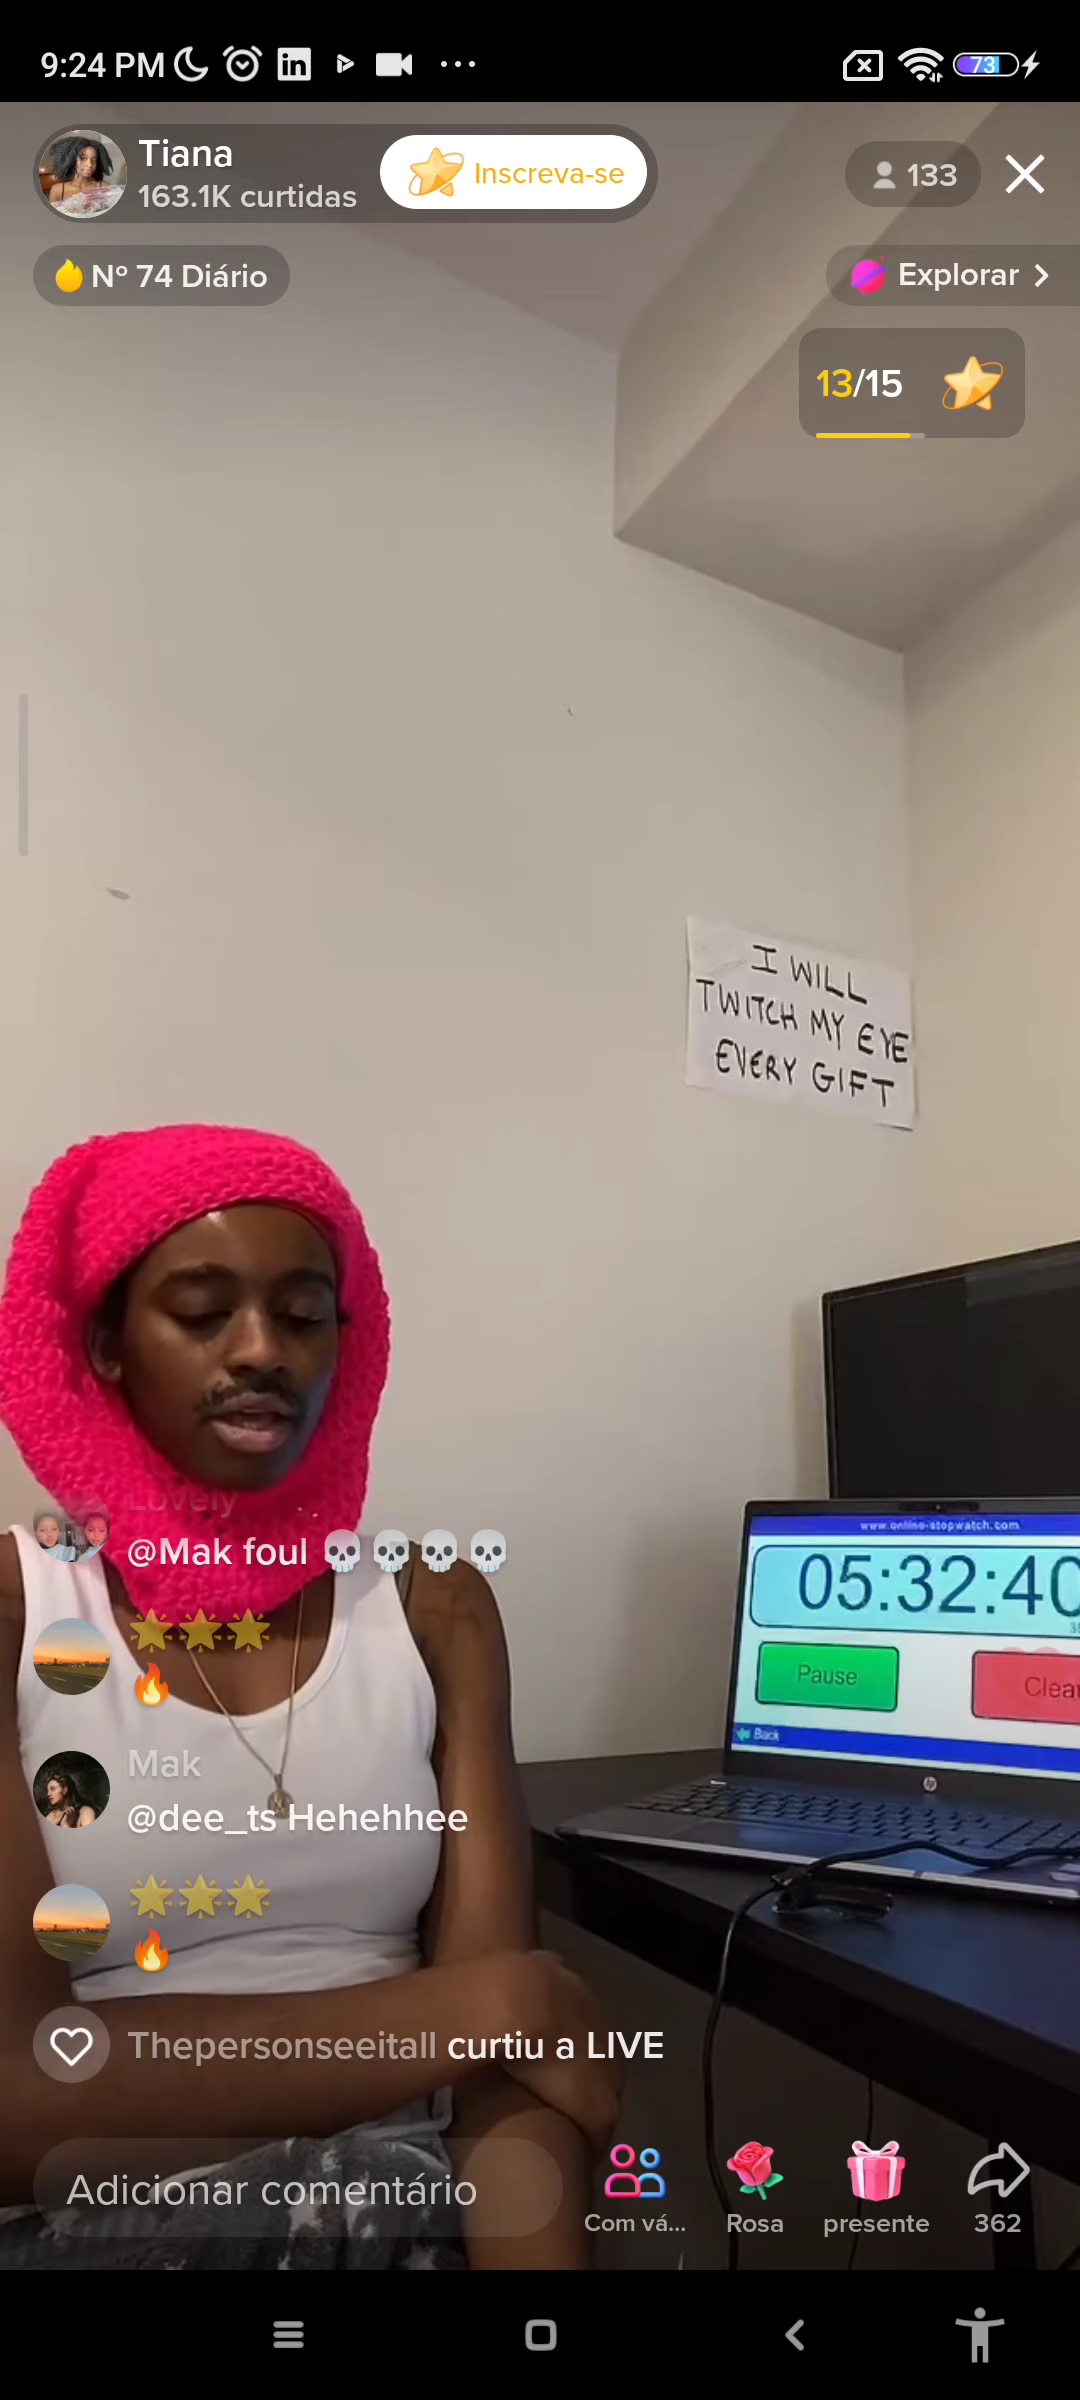 9:24 PM
73
Tiana
163.1K curtidas
Inscreva-se
133
Nº 74 Diário
Explorar
13/15
I WILL
TWITCH MY EYE
EVERY GIFT
www.online-stopwatch.com
05:32:40
Pause
Clear
Back
hp
Lovely
@Mak foul 💀💀💀💀
🌟🌟🌟
🔥
Mak
@dee_ts Hehehhee
🌟🌟🌟
🔥
Thepersonseeitall curtiu a LIVE
Adicionar comentário
Com vá...
Rosa
presente
362